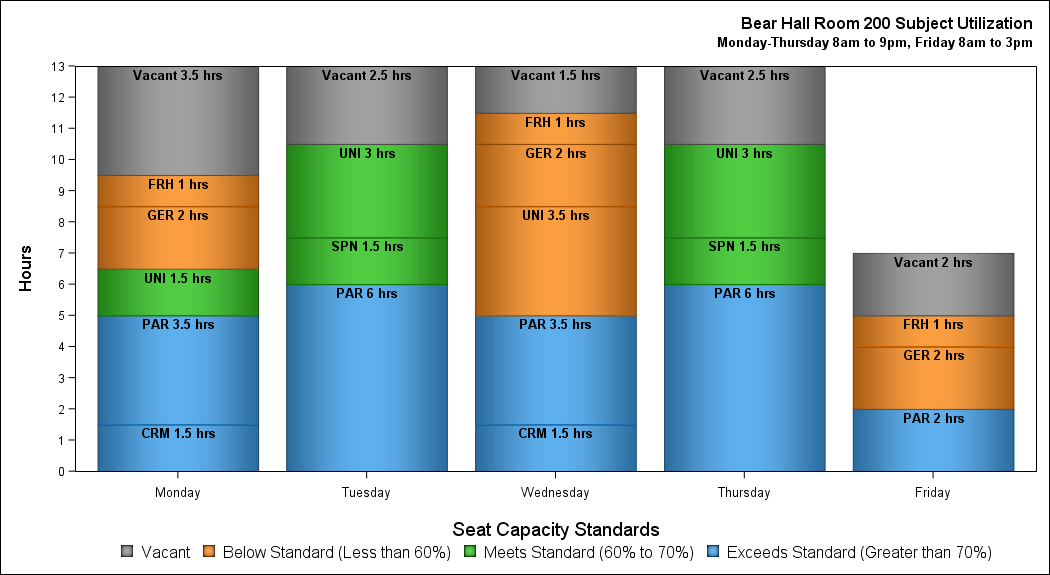 Bear Hall Room 200 Subject Utilization
Monday-Thursday 8am to 9pm, Friday 8am to 3pm
13 Vacant 3.5 hrs Vacant 2.5 hrs Vacant 1.5 hrs Vacant 2.5 hrs
12
FRH 1 hrs
11
UNI 3 hrs GER 2 hrs UNI 3 hrs
10
FRH 1 hrs
9
GER 2 hrs UNI 3.5 hrs
8
SPN 1.5 hrs SPN 1.5 hrs
7
Vacant 2 hrs
UNI 1.5 hrs
6
PAR 6 hrs PAR 6 hrs
5
PAR 3.5 hrs PAR 3.5 hrs FRH 1 hrs
4
GER 2 hrs
3
2
PAR 2 hrs
CRM 1.5 hrs CRM 1.5 hrs
1
0
Hours
Monday Tuesday Wednesday Thursday Friday
Seat Capacity Standards
Vacant Below Standard (Less than 60%) Meets Standard (60% to 70%) Exceeds Standard (Greater than 70%)